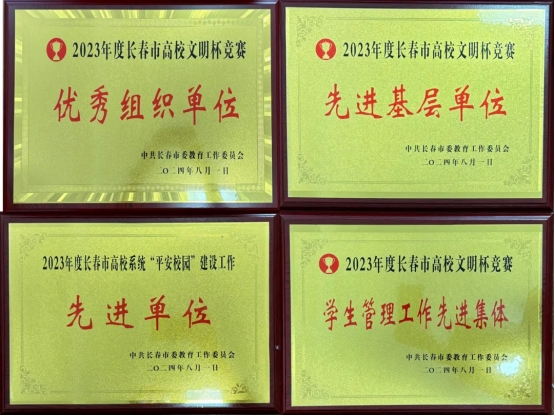 2023年度长春市高校文明杯竞赛
优秀组织单位
中共长春市委教育工作委员会
二〇二四年八月一日
2023年度长春市高校文明杯竞赛
先进基层单位
中共长春市委教育工作委员会
二〇二四年八月一日
2023年度长春市高校系统“平安校园”建设工作
先进单位
中共长春市委教育工作委员会
二〇二四年八月一日
2023年度长春市高校文明杯竞赛
学生管理工作先进集体
中共长春市委教育工作委员会
二〇二四年八月一日